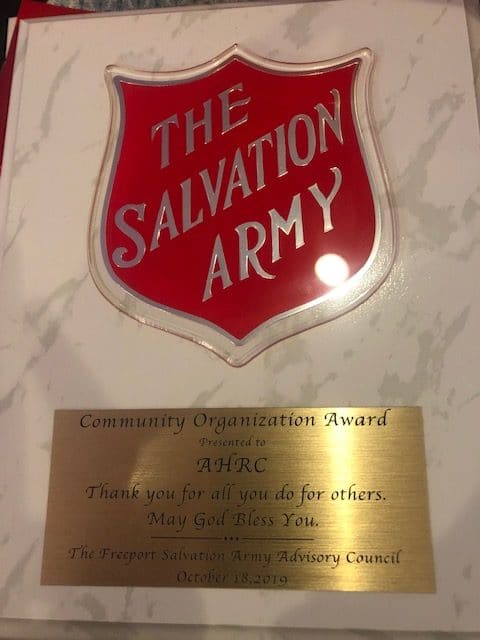 THE
SALVATION
ARMY
Community Organization Award
Presented to
AHRC
Thank you for all you do for others.
May God Bless You.
The Freeport Salvation Army Advisory Council
October 18,2019